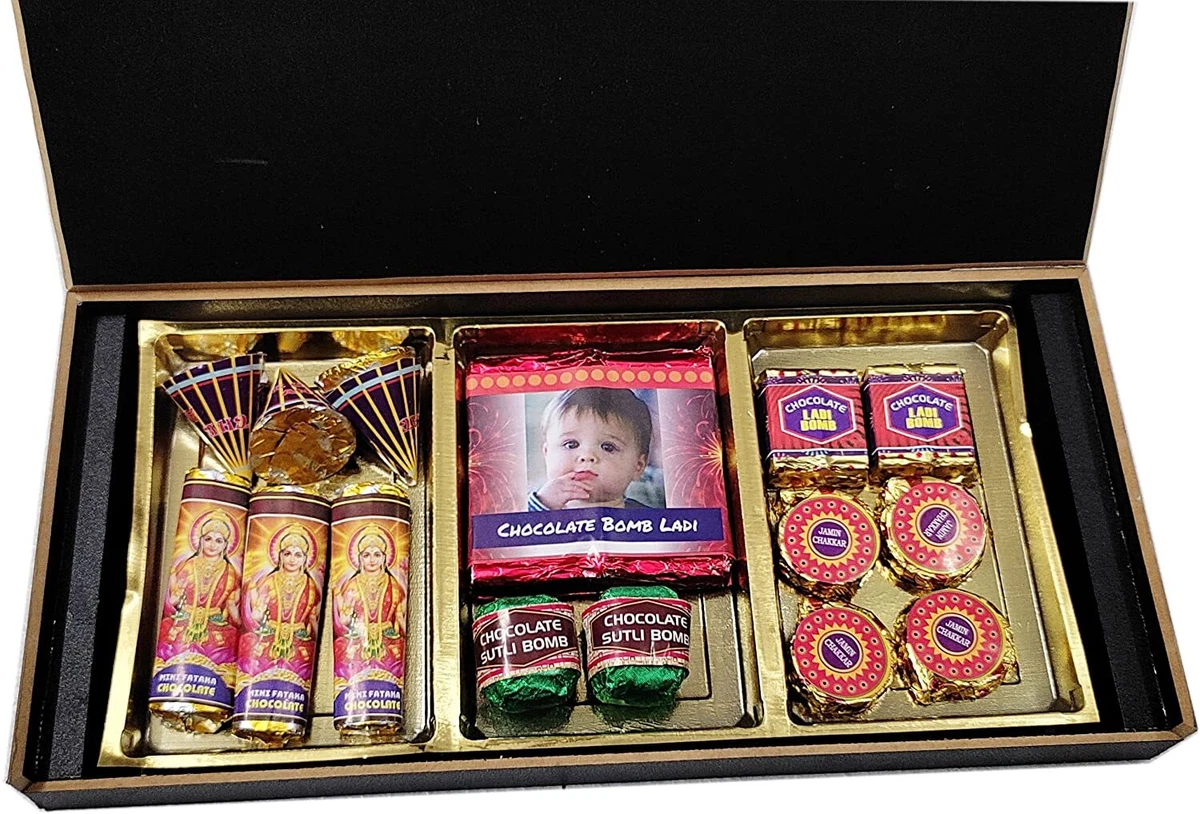 CHOCOLATE BOMB LADI
CHOCOLATE
LADI
BOMB
CHOCOLATE
LADI
BOMB
JAMIN
CHAKKAR
JAMIN
CHAKKAR
JAMIN
CHAKKAR
JAMIN
CHAKKAR
MINI FATAKA
CHOCOLATE
MINI FATAKA
CHOCOLATE
MINI FATAKA
CHOCOLATE
CHOCOLATE
SUTLI BOMB
CHOCOLATE
SUTLI BOMB